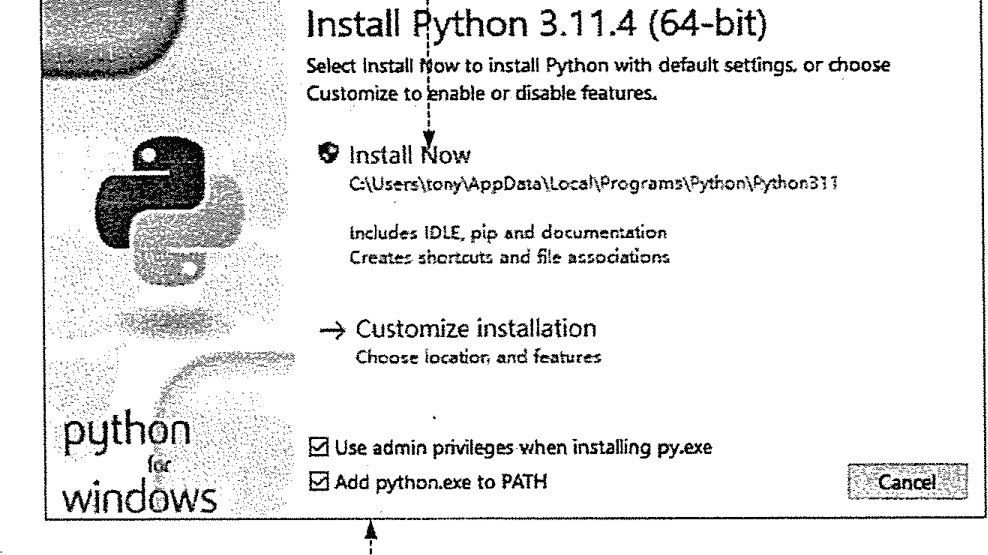 Install Python 3.11.4 (64-bit)
Select Install Now to install Python with default settings, or choose
Customize to enable or disable features.
Install Now
C:\Users\tony\AppData\Local\Programs\Python\Python311
Includes IDLE, pip and documentation
Creates shortcuts and file associations
→ Customize installation
Choose location and features
Use admin privileges when installing py.exe
Add python.exe to PATH
Cancel
python
for
windows